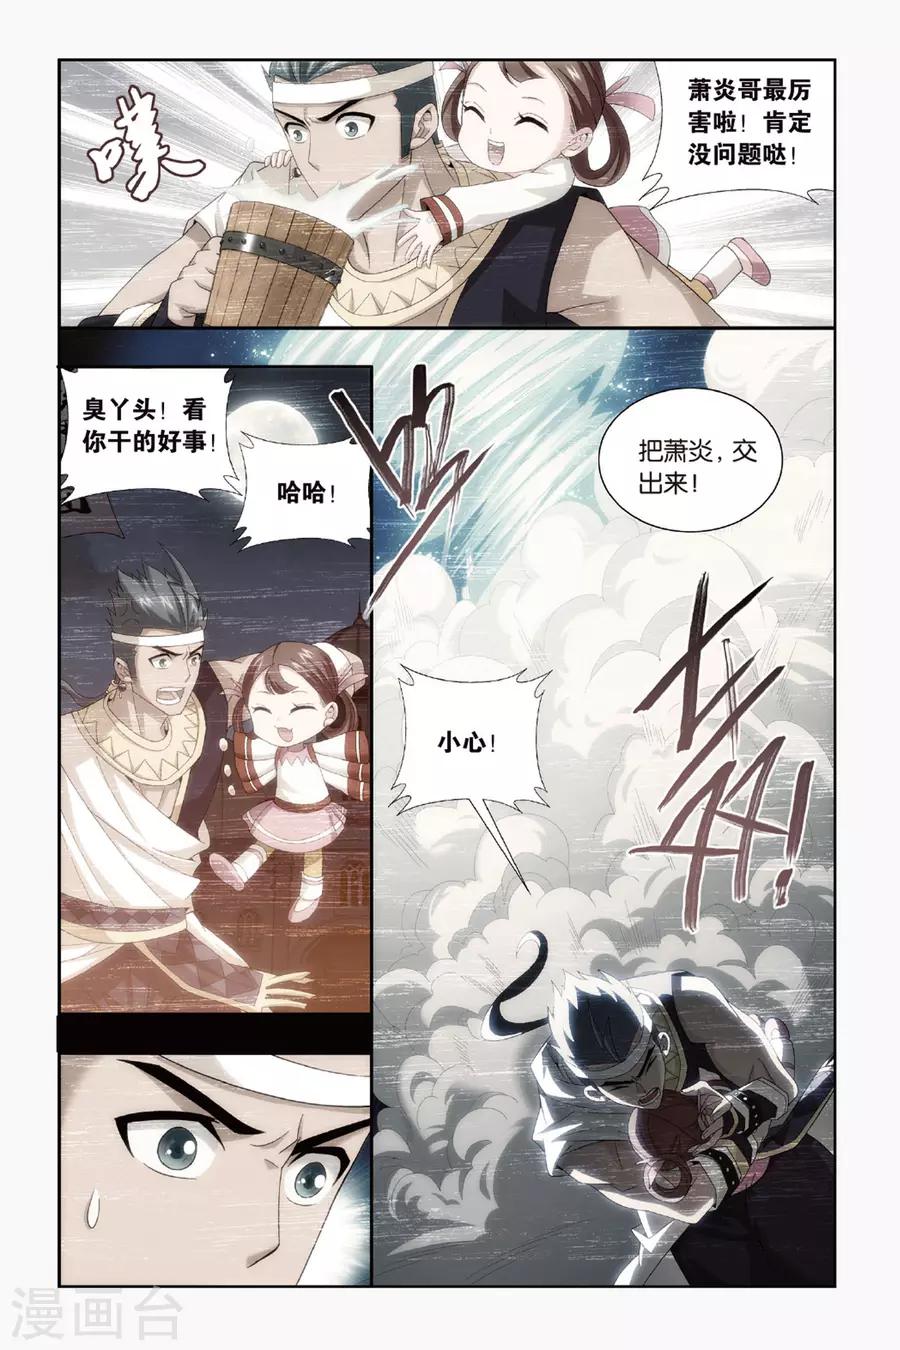 噗
萧炎哥最厉
害啦！肯定
没问题哒！
臭丫头！看
你干的好事！
哈哈！
把萧炎，交
出来！
小心！
漫画台